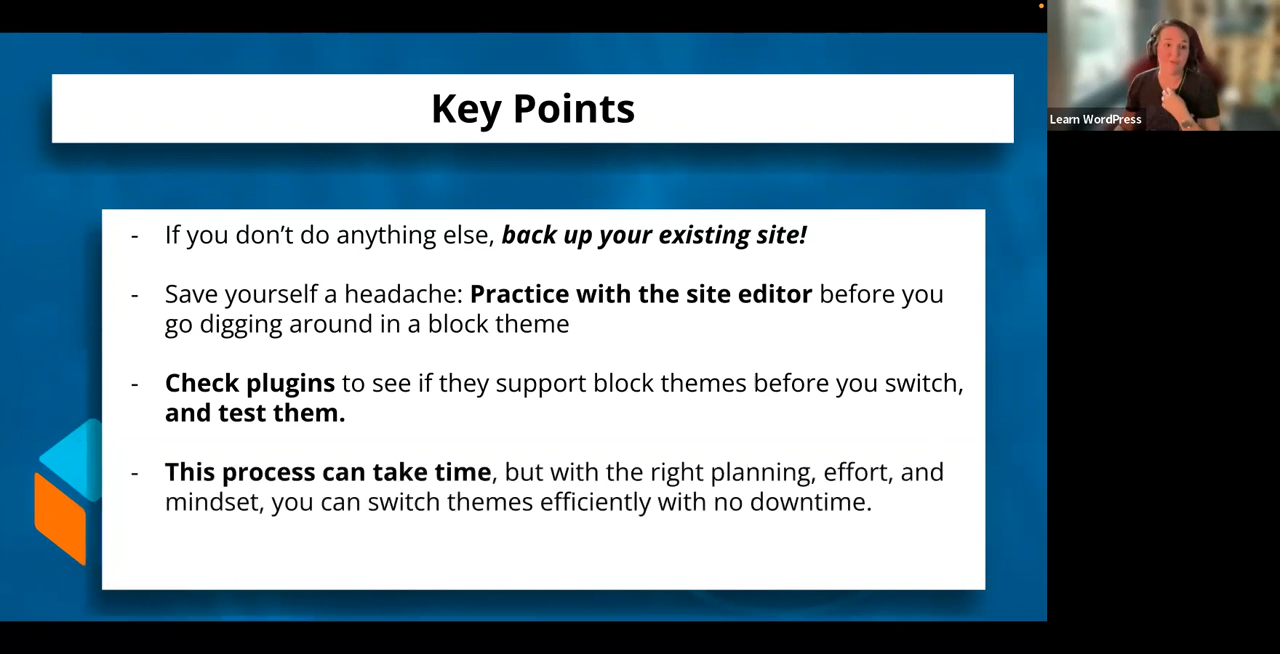 Key Points
Learn WordPress
- If you don’t do anything else, back up your existing site!
- Save yourself a headache: Practice with the site editor before you
go digging around in a block theme
- Check plugins to see if they support block themes before you switch,
and test them.
- This process can take time, but with the right planning, effort, and
mindset, you can switch themes efficiently with no downtime.